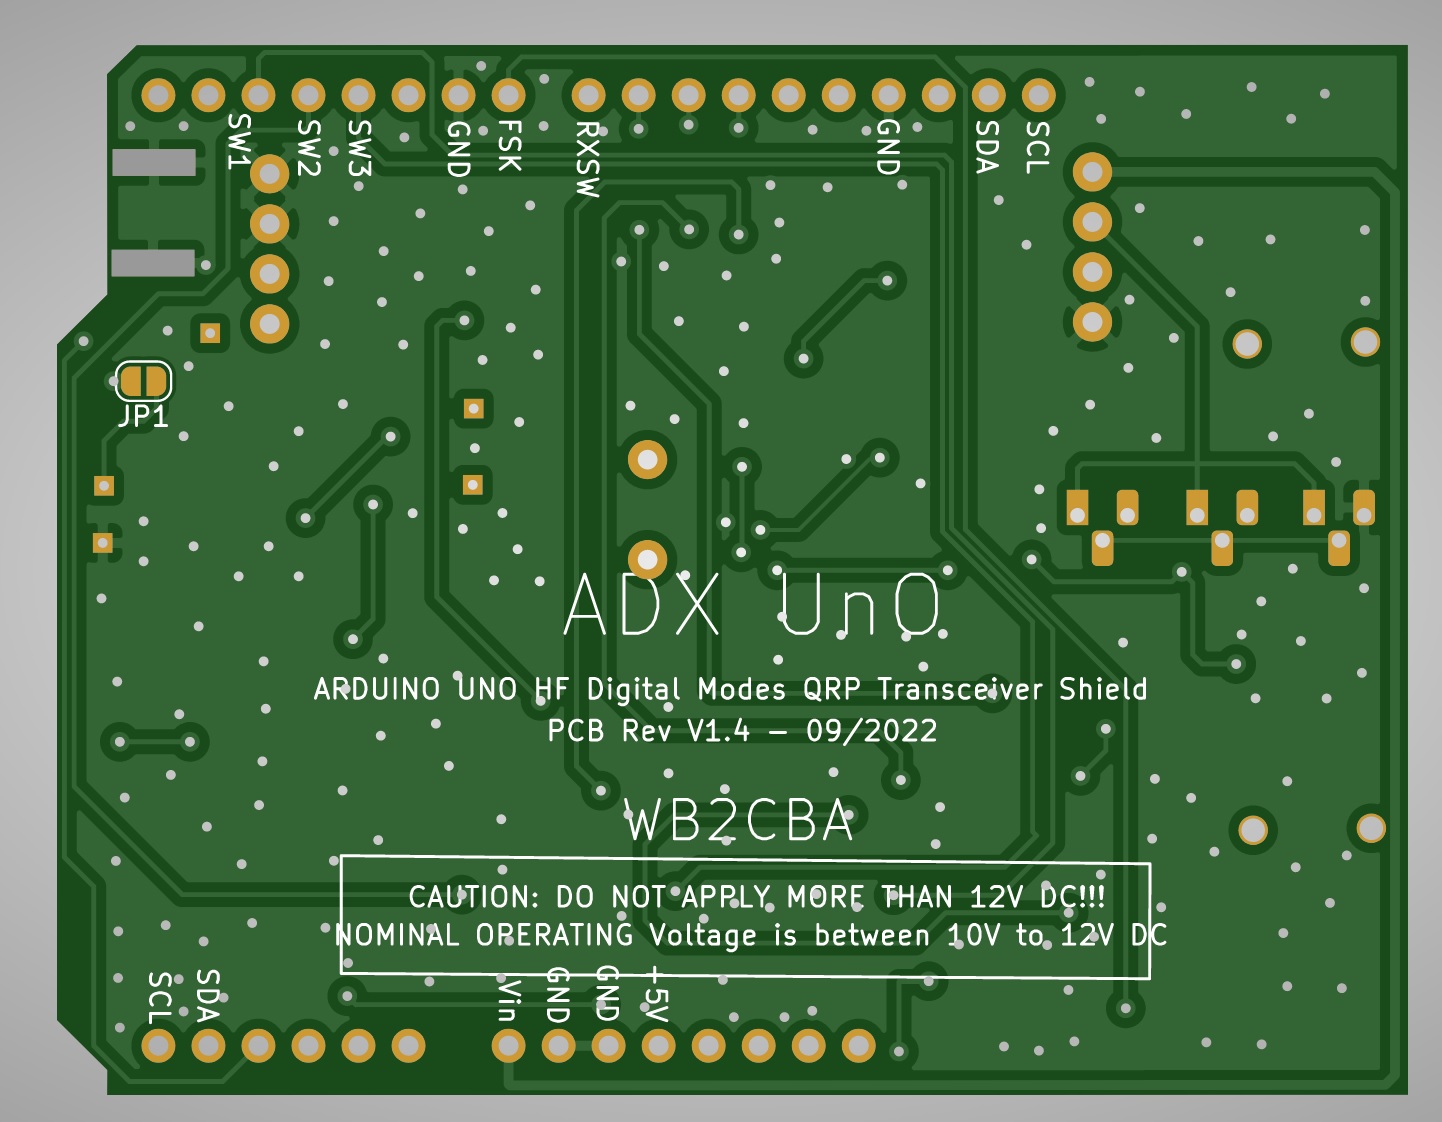 SW1
SW2
SW3
GND
FSK
RXSW
GND
SDA
SCL
JP1
ADX UnO
ARDUINO UNO HF Digital Modes QRP Transceiver Shield
PCB Rev V1.4 - 09/2022
WB2CBA
CAUTION: DO NOT APPLY MORE THAN 12V DC!!!
NOMINAL OPERATING Voltage is between 10V to 12V DC
SCL
SDA
Vin
GND
GND
+5V